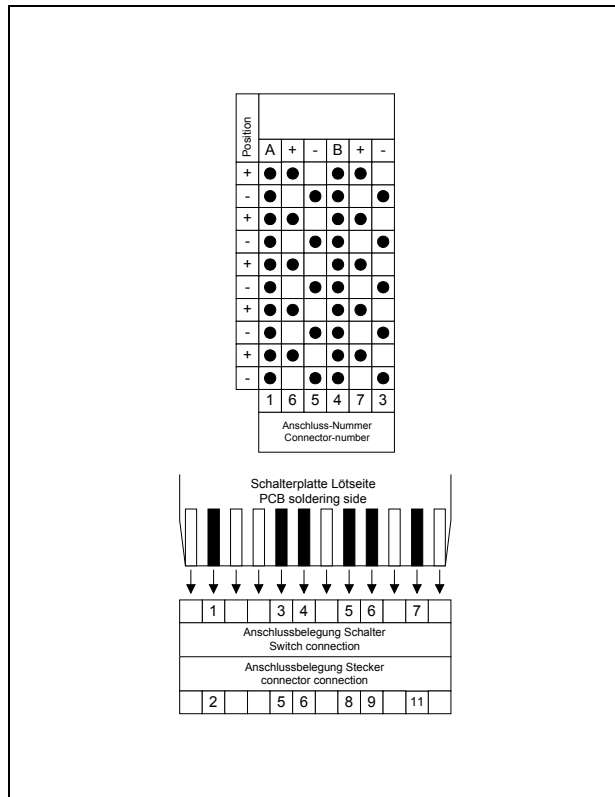 Position
A + - B + -
+
-
+
-
+
-
+
-
+
-
1 6 5 4 7 3
Anschluss-Nummer
Connector-number
Schalterplatte Lötseite
PCB soldering side
1 3 4 5 6 7
Anschlussbelegung Schalter
Switch connection
Anschlussbelegung Stecker
connector connection
2 5 6 8 9 11